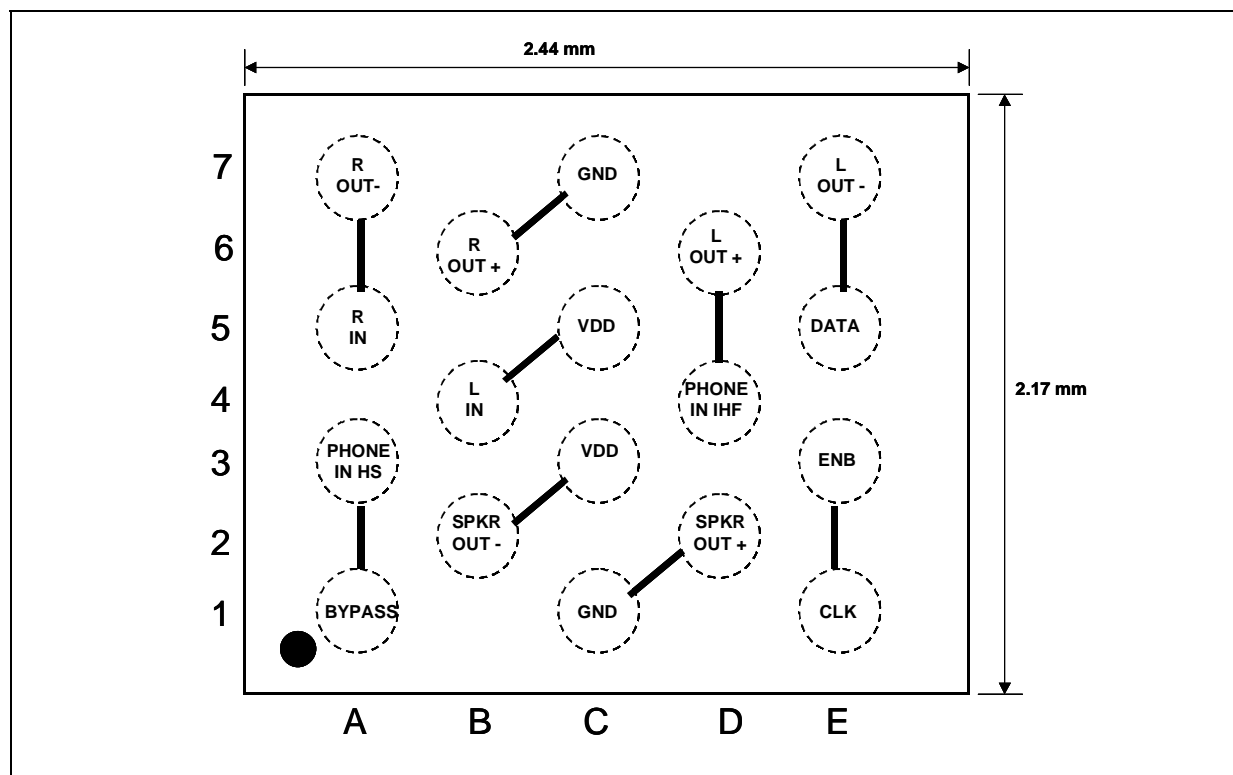 2.44 mm
7
R
OUT-
GND
L
OUT -
6
R
OUT +
L
OUT +
5
R
IN
VDD
DATA
4
L
IN
PHONE
IN IHF
2.17 mm
3
PHONE
IN HS
VDD
ENB
2
SPKR
OUT -
SPKR
OUT +
1
BYPASS
GND
CLK
A B C D E